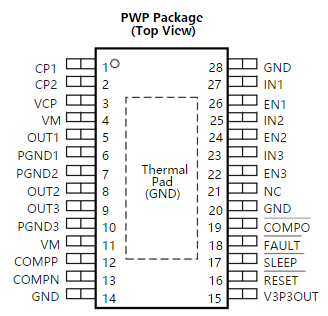 PWP Package
(Top View)
CP1 1 28 GND
CP2 2 27 IN1
VCP 3 26 EN1
VM 4 25 IN2
OUT1 5 24 EN2
PGND1 6 23 IN3
PGND2 7 22 EN3
OUT2 8 21 NC
OUT3 9 20 GND
PGND3 10 19 COMPO
VM 11 18 FAULT
COMPP 12 17 SLEEP
COMPN 13 16 RESET
GND 14 15 V3P3OUT
Thermal
Pad
(GND)